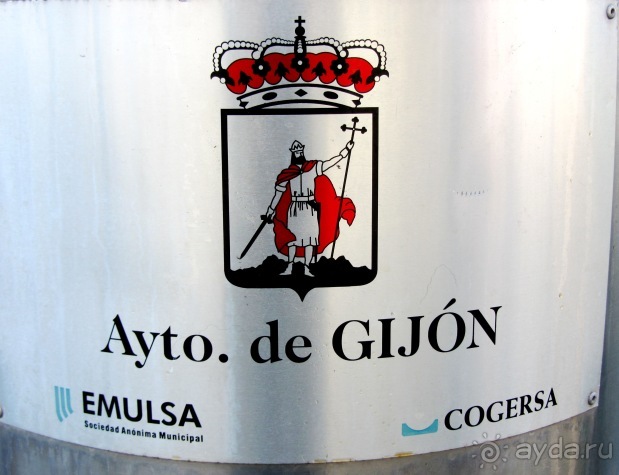 Ayto. de GIJÓN
EMULSA
Sociedad Anónima Municipal
COGERSA
ayda.ru